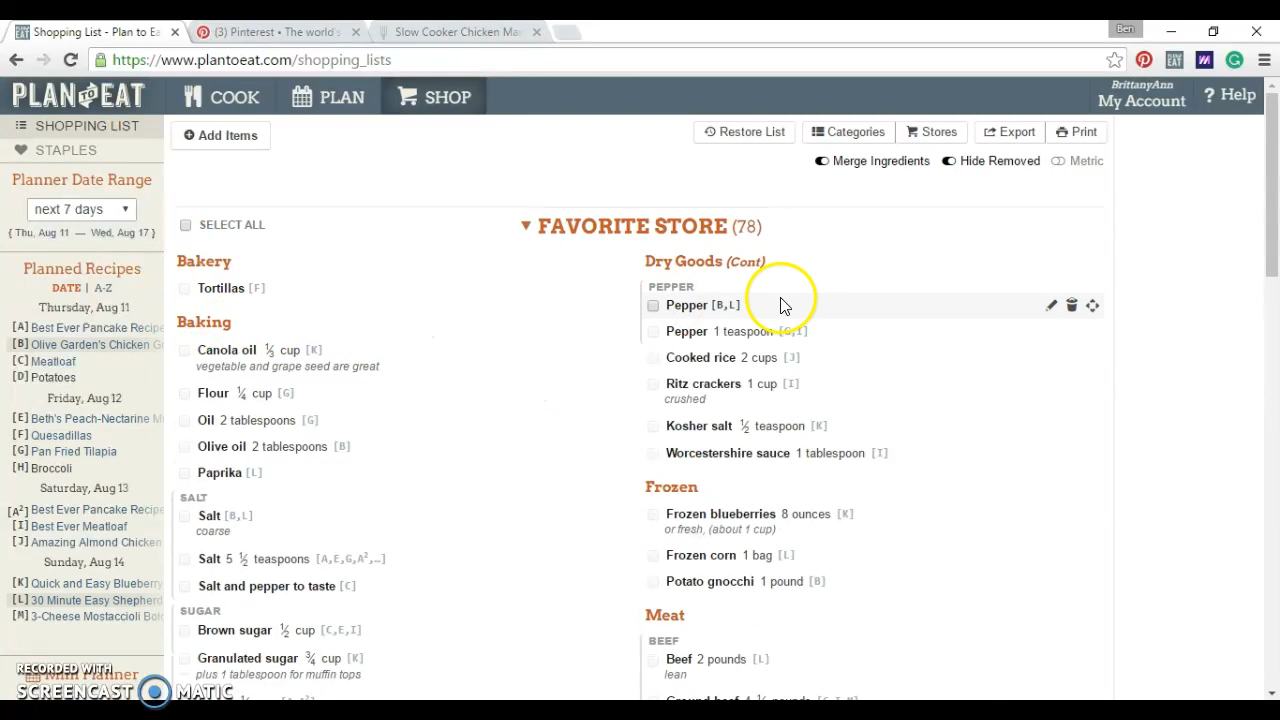 Shopping List - Plan to Ea
(3) Pinterest • The world's
Slow Cooker Chicken Ma
Ben
https://www.plantoeat.com/shopping_lists
PLAN TO EAT
COOK
PLAN
SHOP
BrittanyAnn
My Account
? Help
SHOPPING LIST
STAPLES
Add Items
Restore List
Categories
Stores
Export
Print
Merge Ingredients
Hide Removed
Metric
Planner Date Range
next 7 days
{ Thu, Aug 11 — Wed, Aug 17 }
Planned Recipes
DATE | A-Z
Thursday, Aug 11
[A] Best Ever Pancake Recipe
[B] Olive Garden's Chicken G
[C] Meatloaf
[D] Potatoes
Friday, Aug 12
[E] Beth's Peach-Nectarine M
[F] Quesadillas
[G] Pan Fried Tilapia
[H] Broccoli
Saturday, Aug 13
[A²] Best Ever Pancake Recipe
[I] Best Ever Meatloaf
[J] Amazing Almond Chicken
Sunday, Aug 14
[K] Quick and Easy Blueberry
[L] 30 Minute Easy Shepherd
[M] 3-Cheese Mostaccioli Bolo
Mini Planner
SELECT ALL
FAVORITE STORE (78)
Bakery
Tortillas [F]
Baking
Canola oil ⅓ cup [K]
vegetable and grape seed are great
Flour ¼ cup [G]
Oil 2 tablespoons [G]
Olive oil 2 tablespoons [B]
Paprika [L]
SALT
Salt [B,L]
coarse
Salt 5 ½ teaspoons [A,E,G,A²,...]
Salt and pepper to taste [C]
SUGAR
Brown sugar ½ cup [C,E,I]
Granulated sugar ¾ cup [K]
plus 1 tablespoon for muffin tops
Dry Goods (Cont)
PEPPER
Pepper [B,L]
Pepper 1 teaspoon [G,I]
Cooked rice 2 cups [J]
Ritz crackers 1 cup [I]
crushed
Kosher salt ½ teaspoon [K]
Worcestershire sauce 1 tablespoon [I]
Frozen
Frozen blueberries 8 ounces [K]
or fresh, (about 1 cup)
Frozen corn 1 bag [L]
Potato gnocchi 1 pound [B]
Meat
BEEF
Beef 2 pounds [L]
lean
RECORDED WITH
SCREENCAST MATIC